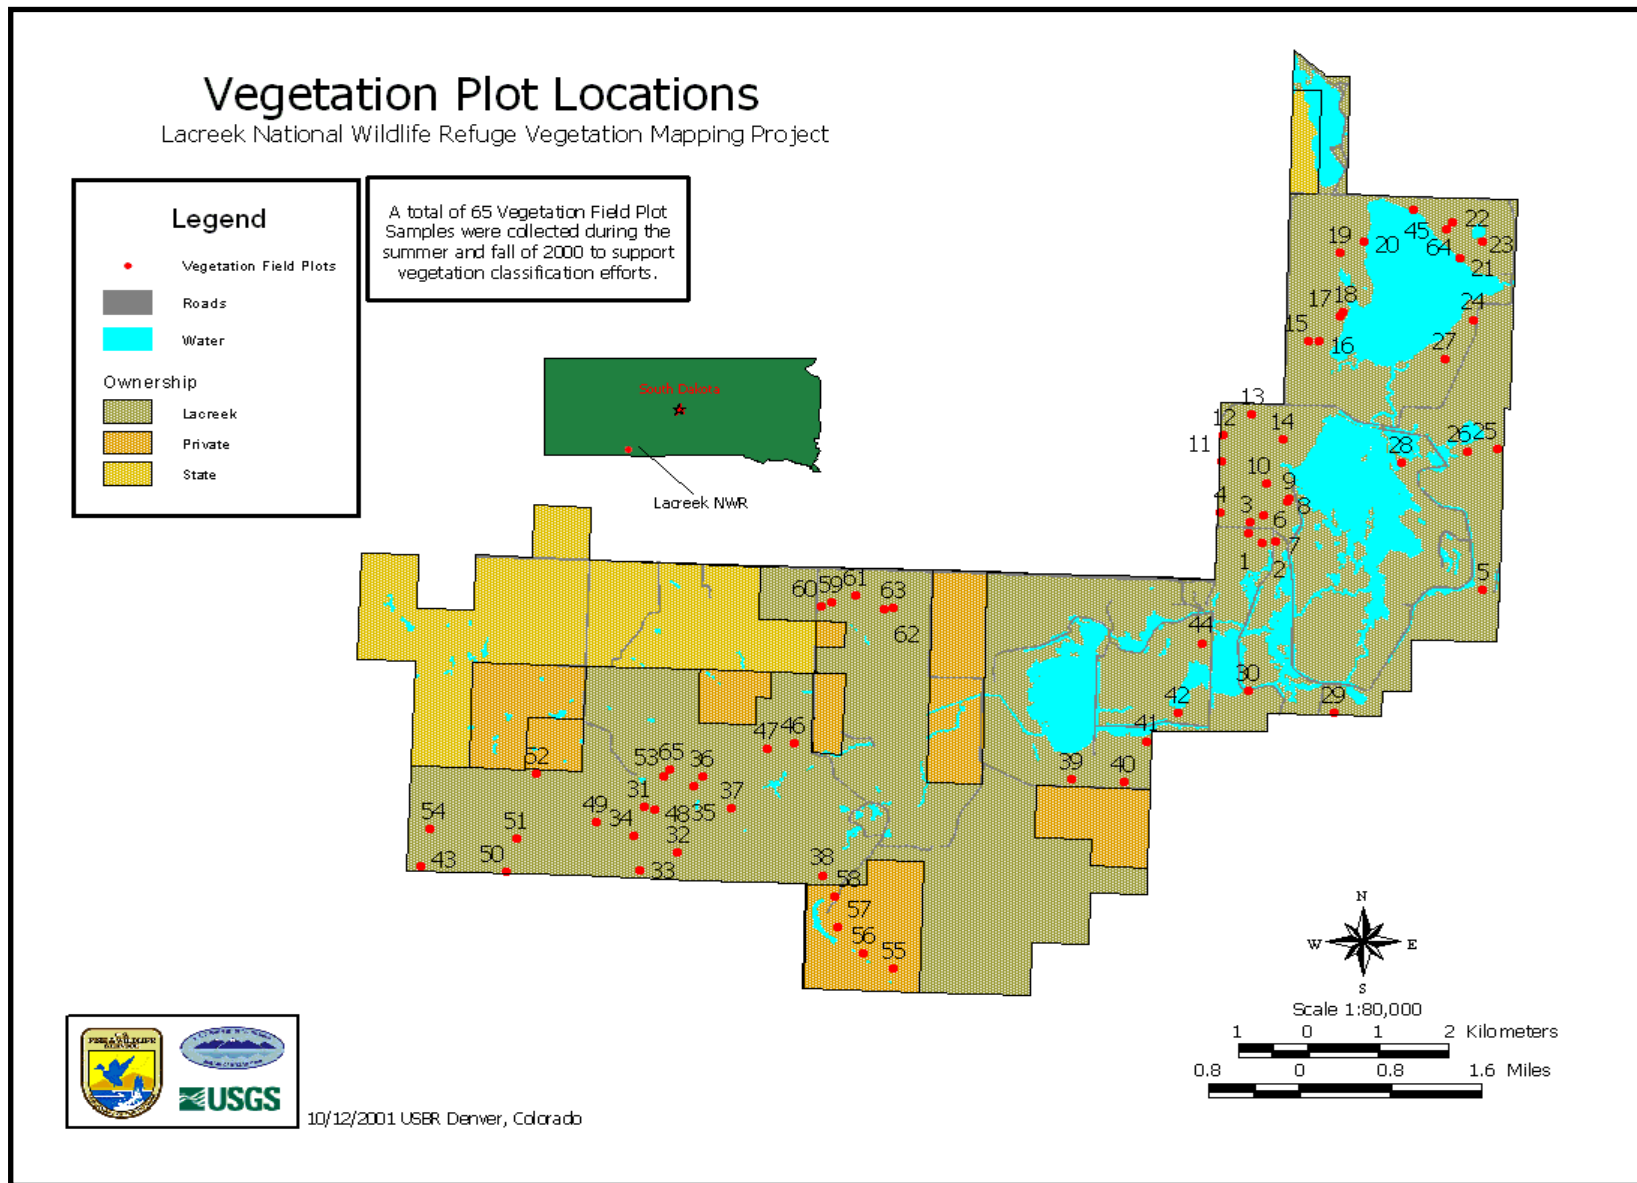 Vegetation Plot Locations
Lacreek National Wildlife Refuge Vegetation Mapping Project
Legend
Vegetation Field Plots
Roads
Water
Ownership
Lacreek
Private
State
A total of 65 Vegetation Field Plot
Samples were collected during the
summer and fall of 2000 to support
vegetation classification efforts.
South Dakota
Lacreek NWR
45
22
19
20
64
23
21
17
18
24
15
16
27
13
12
14
11
28
26
25
10
9
4
3
8
6
1
2
7
5
60
59
61
63
62
44
30
42
29
41
47
46
39
40
52
53
65
36
31
37
54
49
34
48
35
51
32
43
50
33
38
58
57
56
55
N
W
E
S
Scale 1:80,000
1 0 1 2 Kilometers
0.8 0 0.8 1.6 Miles
U.S.
FISH & WILDLIFE
SERVICE
USGS
10/12/2001 USBR Denver, Colorado